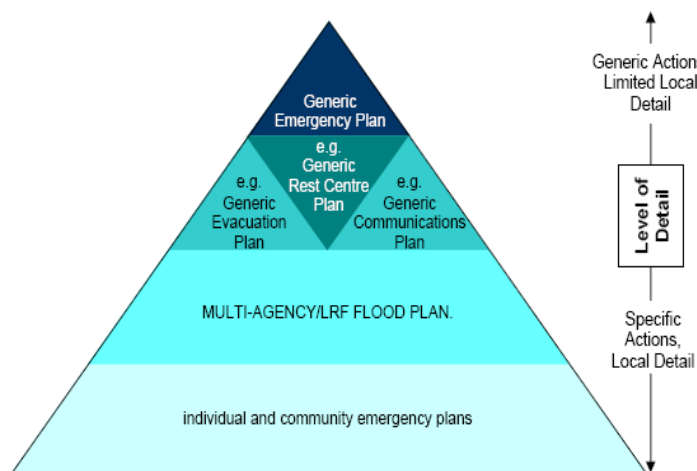 Generic
Emergency Plan
e.g.
Generic
Rest Centre
Plan
e.g.
Generic
Evacuation
Plan
e.g.
Generic
Communications
Plan
MULTI-AGENCY/LRF FLOOD PLAN.
individual and community emergency plans
Generic Action
Limited Local
Detail
Level of
Detail
Specific
Actions,
Local Detail